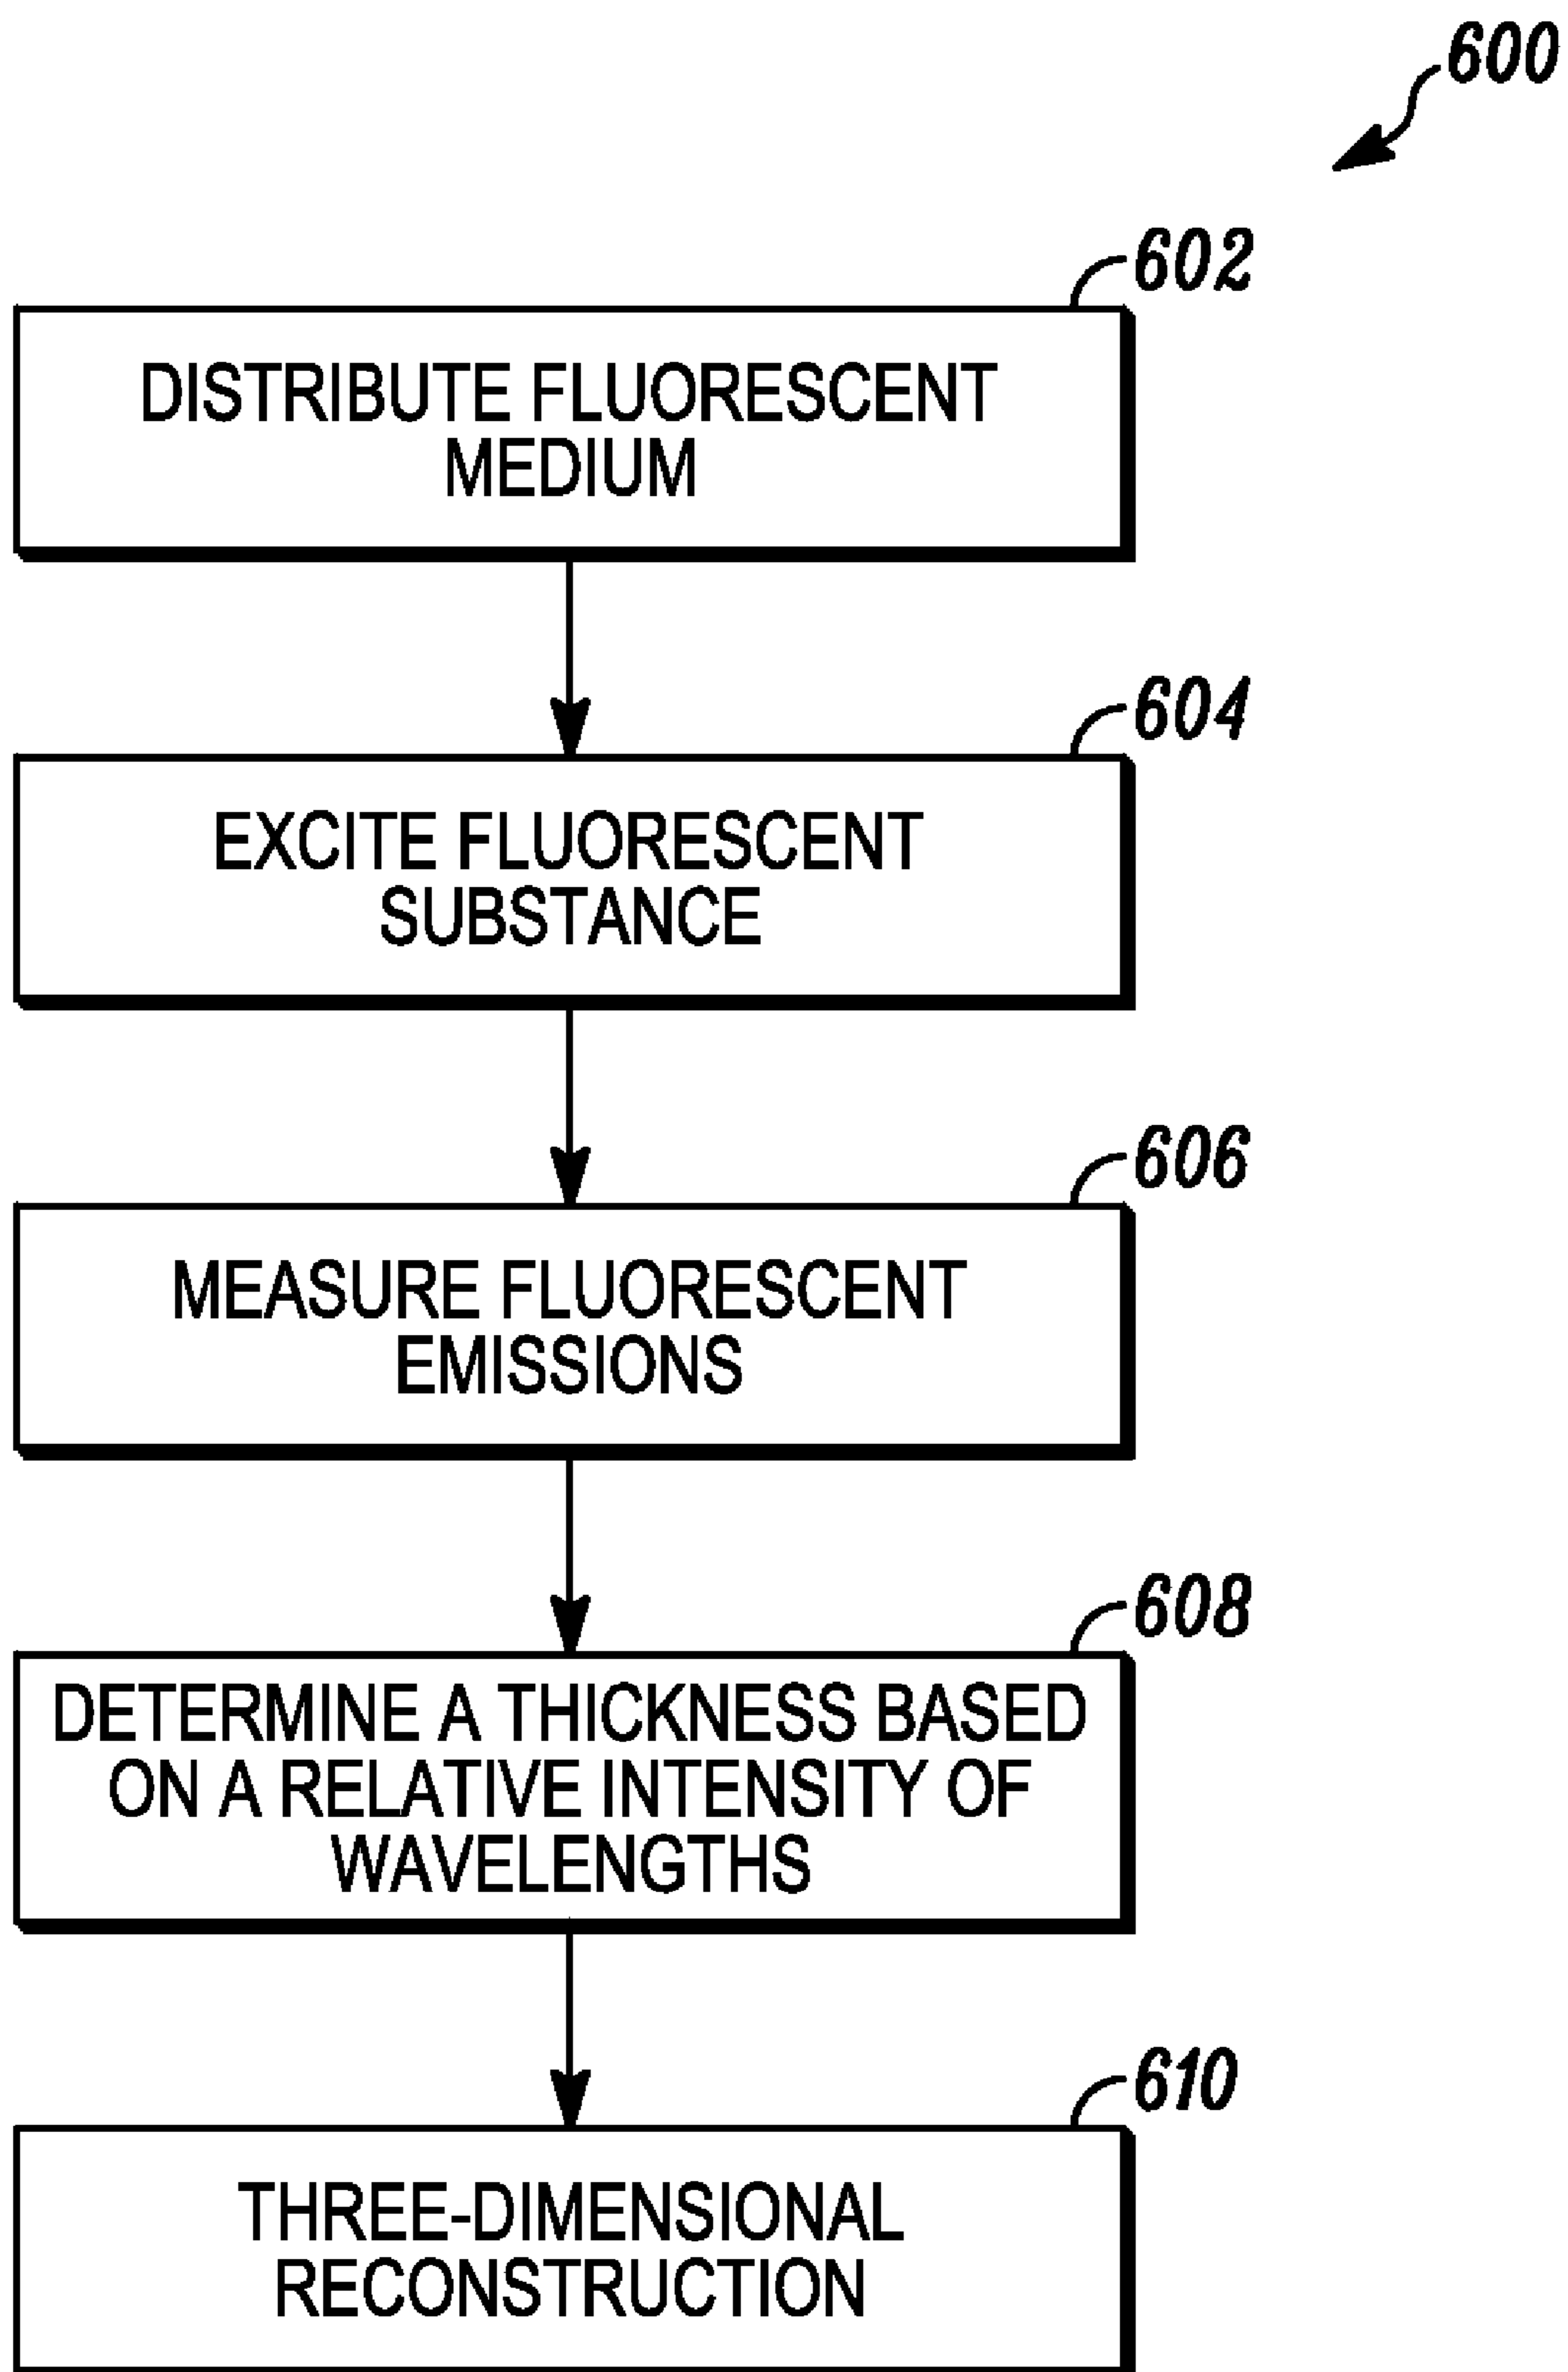 600
602
DISTRIBUTE FLUORESCENT
MEDIUM
604
EXCITE FLUORESCENT
SUBSTANCE
606
MEASURE FLUORESCENT
EMISSIONS
608
DETERMINE A THICKNESS BASED
ON A RELATIVE INTENSITY OF
WAVELENGTHS
610
THREE-DIMENSIONAL
RECONSTRUCTION